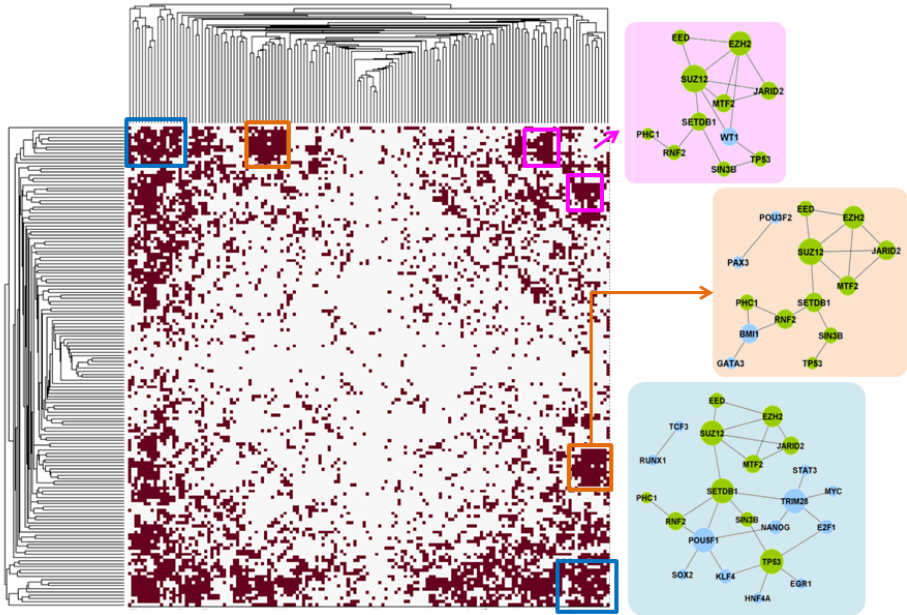 EED
EZH2
SUZ12
JARID2
MTF2
SETDB1
PHC1
WT1
RNF2
TP53
SIN3B
EED
POU3F2
EZH2
SUZ12
JARID2
PAX3
MTF2
PHC1
SETDB1
RNF2
BMI1
SIN3B
GATA3
TP53
EED
EZH2
TCF3
SUZ12
JARID2
RUNX1
MTF2
STAT3
SETDB1
MYC
PHC1
TRIM28
RNF2
SIN3B
NANOG
E2F1
POU5F1
TP53
SOX2
KLF4
EGR1
HNF4A